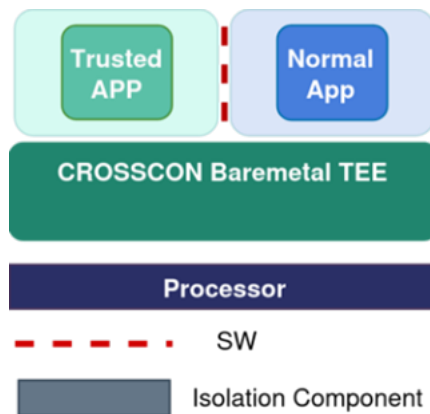 Trusted
APP
Normal
App
CROSSCON Baremetal TEE
Processor
SW
Isolation Component